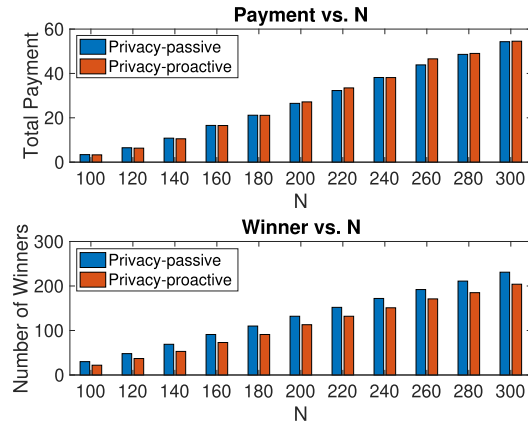 Payment vs. N
60
40
20
0
Total Payment
Privacy-passive
Privacy-proactive
100 120 140 160 180 200 220 240 260 280 300
N
Winner vs. N
300
200
100
0
Number of Winners
Privacy-passive
Privacy-proactive
100 120 140 160 180 200 220 240 260 280 300
N